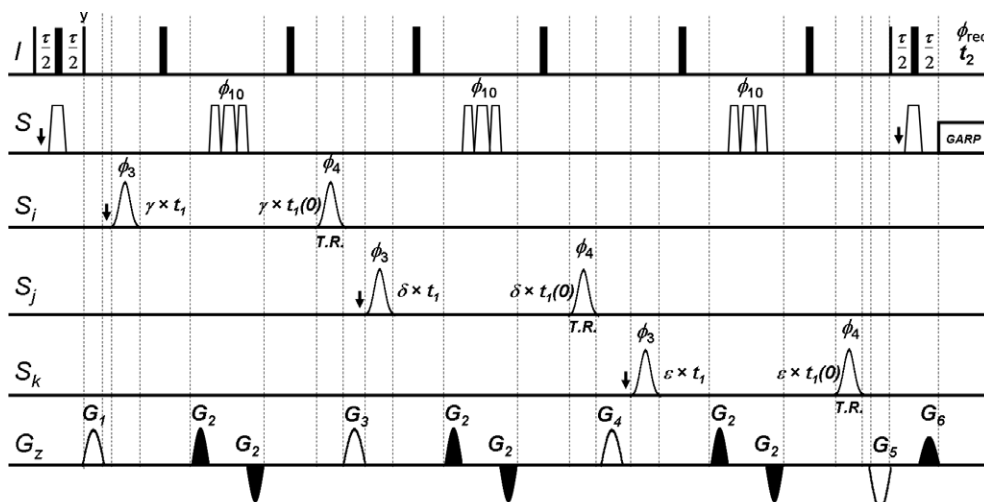 y
I τ/2 τ/2 τ/2 τ/2 ϕrec
t2
S ϕ10 ϕ10 ϕ10 GARP
Si ϕ3 γ × t1 γ × t1(0) ϕ4 T.R.
Sj ϕ3 δ × t1 δ × t1(0) ϕ4 T.R.
Sk ϕ3 ε × t1 ε × t1(0) ϕ4 T.R.
Gz G1 G2 G2 G3 G2 G2 G4 G2 G2 G5 G6